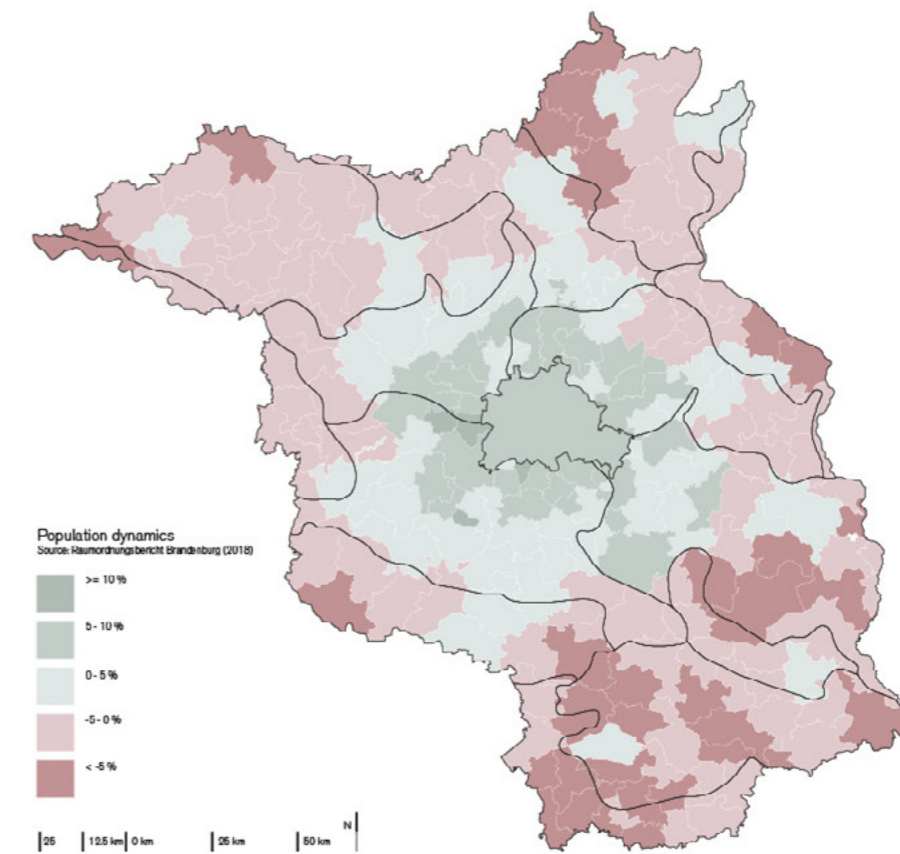 Population dynamics
Source: Raumordnungsbericht Brandenburg (2018)
>= 10 %
5 - 10 %
0 - 5 %
-5 - 0 %
< -5 %
N
25 12.5 km 0 km 25 km 50 km